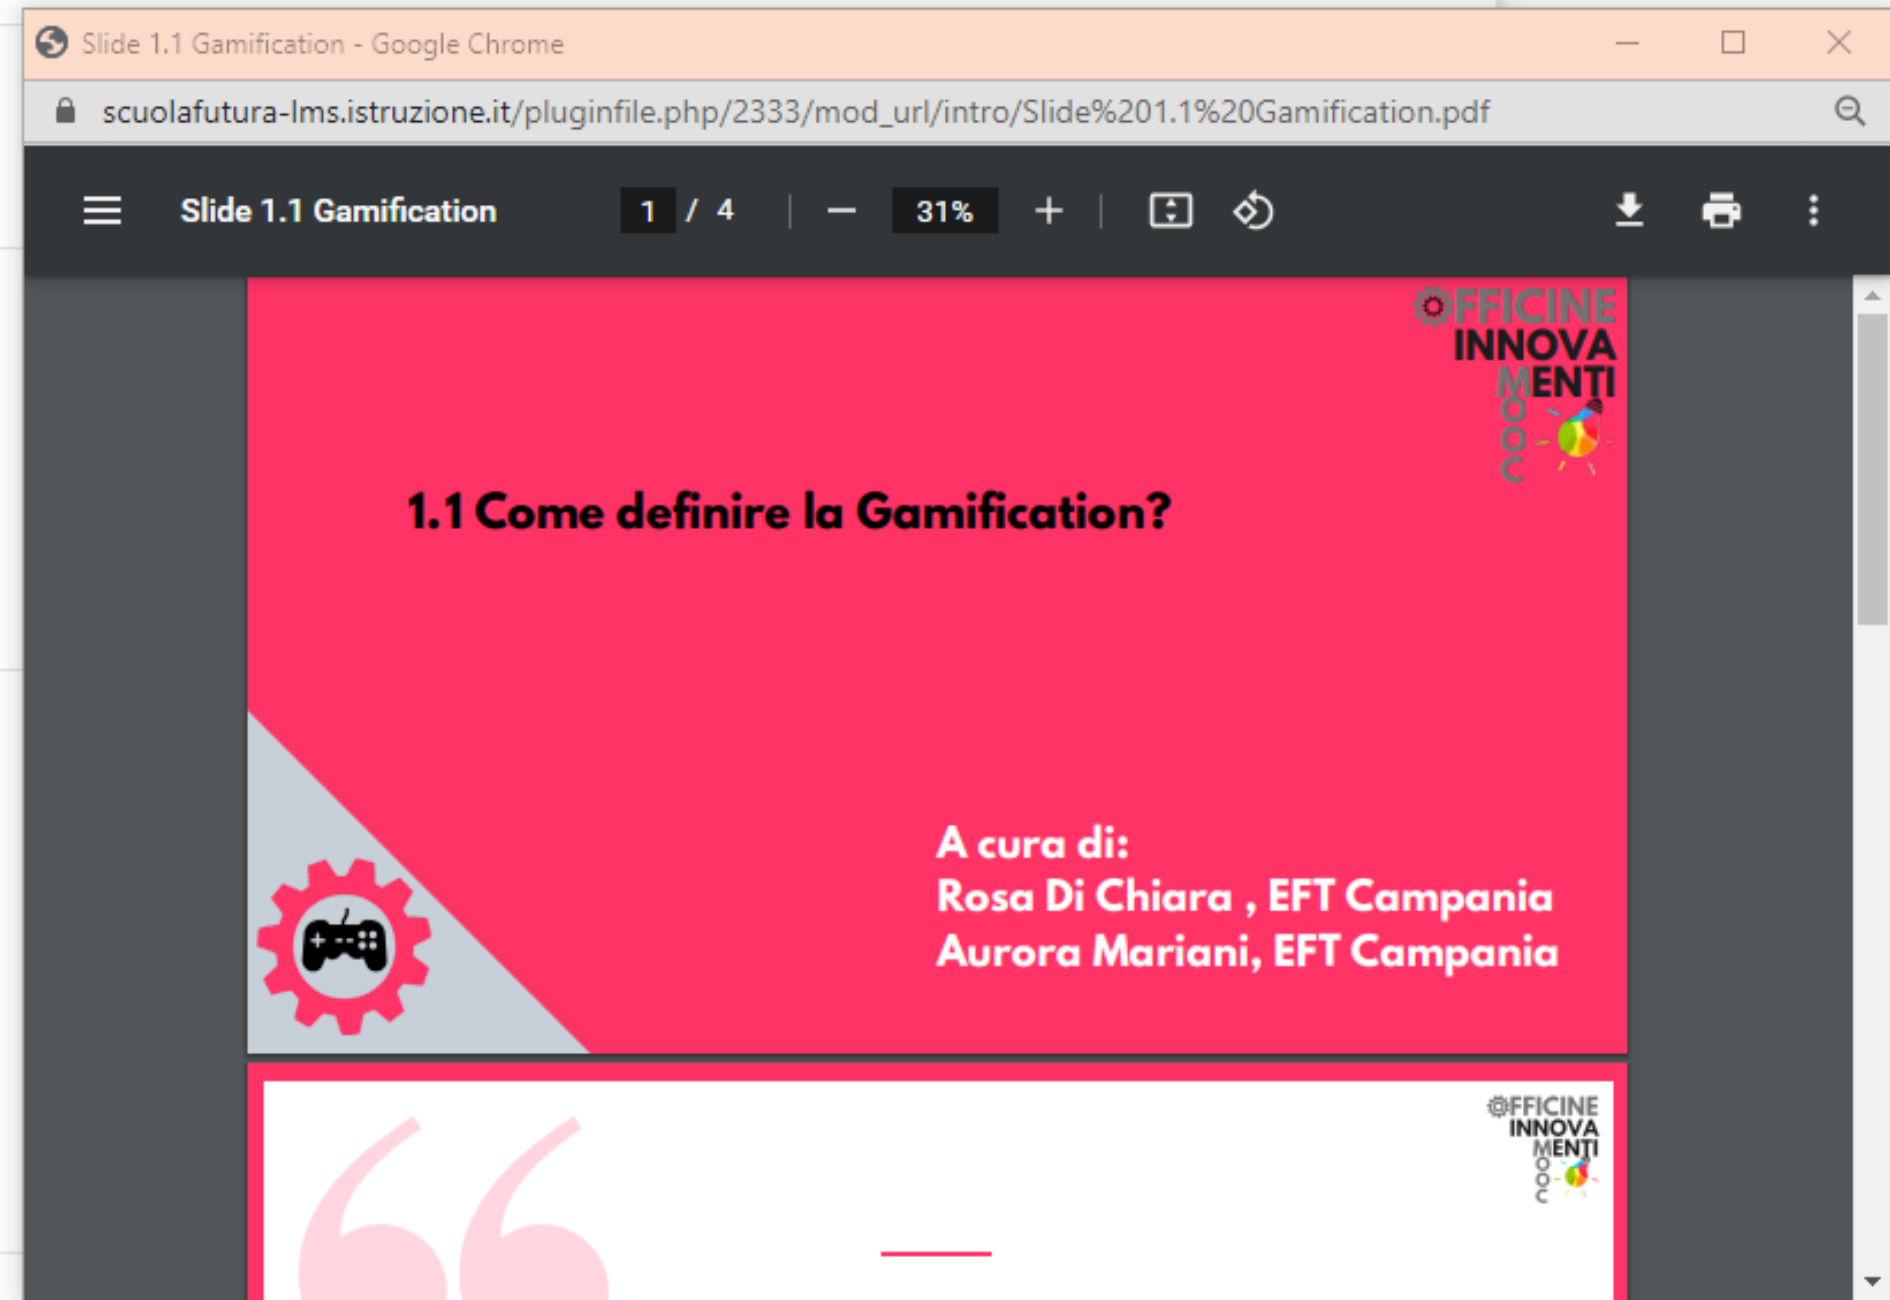 Slide 1.1 Gamification - Google Chrome
scuolafutura-lms.istruzione.it/pluginfile.php/2333/mod_url/intro/Slide%201.1%20Gamification.pdf
Slide 1.1 Gamification 1 / 4 31%
OFFICINE
INNOVA
MENTI
O
O
C
1.1 Come definire la Gamification?
A cura di:
Rosa Di Chiara , EFT Campania
Aurora Mariani, EFT Campania
OFFICINE
INNOVA
MENTI
O
O
C